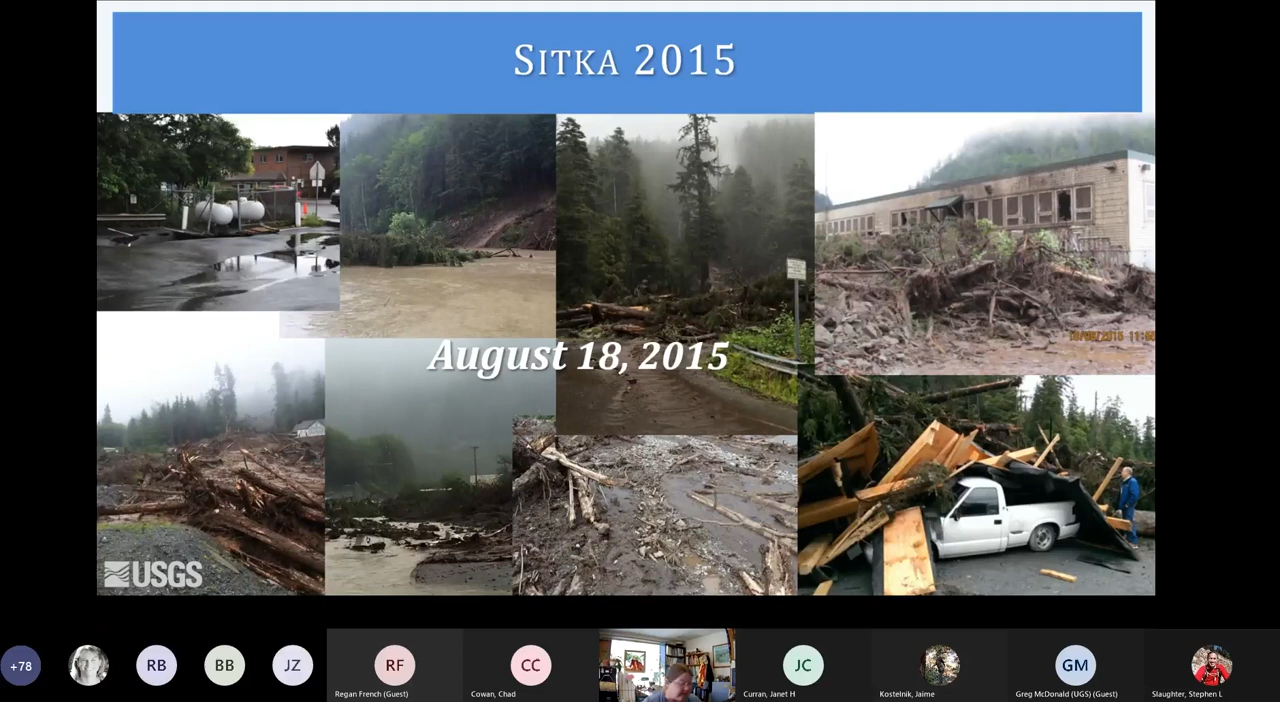 SITKA 2015
August 18, 2015
USGS
+78
RB
BB
JZ
RF
CC
JC
GM
Regan French (Guest)
Cowan, Chad
Curran, Janet H
Kostelnik, Jaime
Greg McDonald (UGS) (Guest)
Slaughter, Stephen L